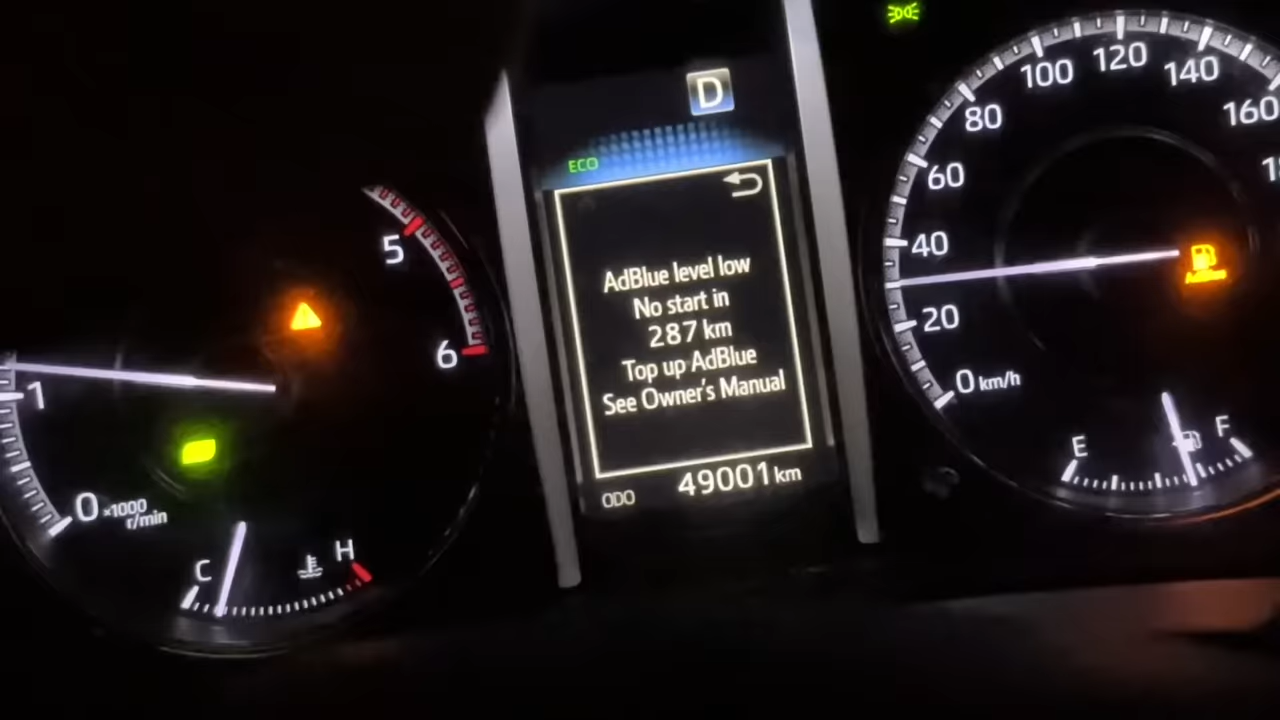 D
ECO
AdBlue level low
No start in
287 km
Top up AdBlue
See Owner's Manual
ODO 49001 km
5
6
1
0 ×1000
r/min
C H
100 120 140
80 160
60
40
20
0 km/h
E F